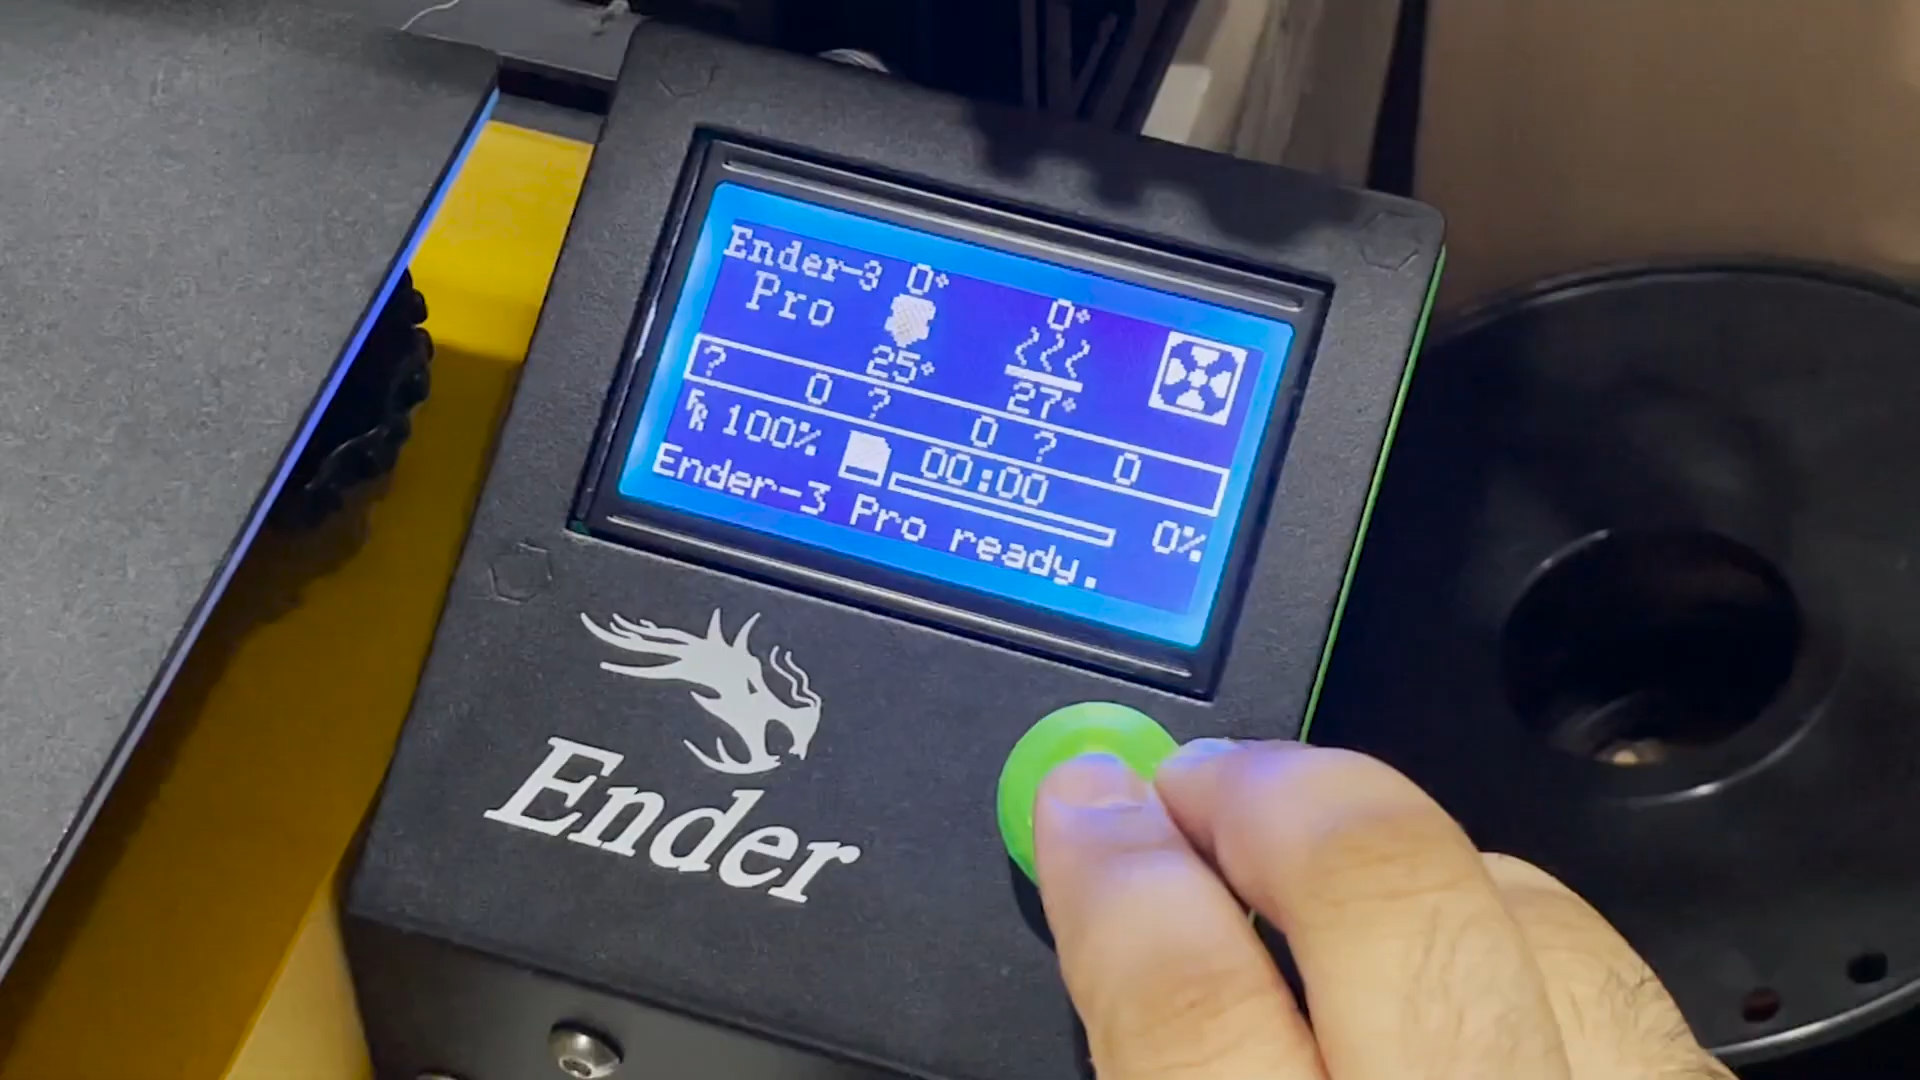 Ender-3 0° 0°
Pro
25° 27°
? 0 ? 0 ? 0
FR 100% 00:00 0%
Ender-3 Pro ready.
Ender